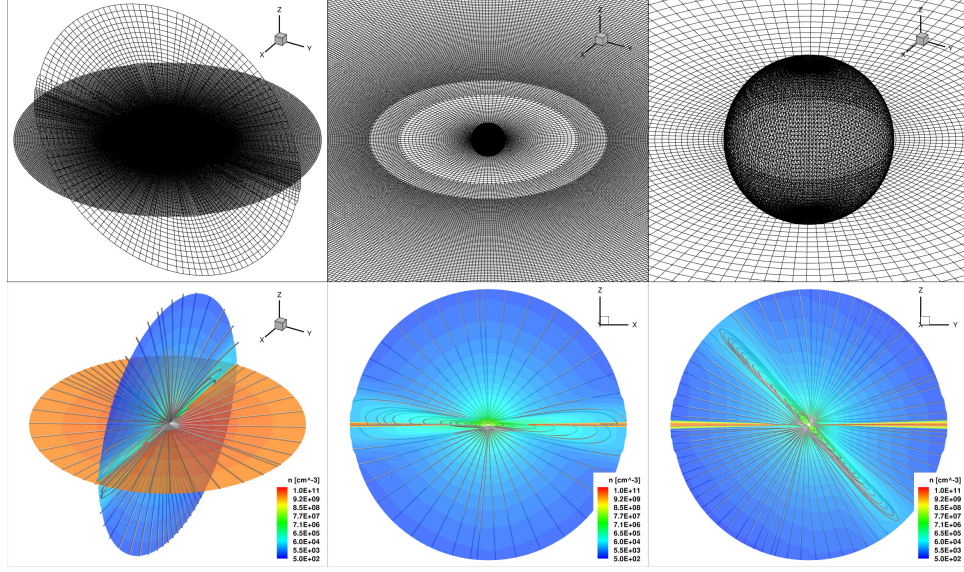 Z
X
Y
Z
X
Y
Z
X
Y
Z
X
Y
n [cm^-3]
1.0E+11
9.2E+09
8.5E+08
7.7E+07
7.1E+06
6.5E+05
6.0E+04
5.5E+03
5.0E+02
Z
Y
X
n [cm^-3]
1.0E+11
9.2E+09
8.5E+08
7.7E+07
7.1E+06
6.5E+05
6.0E+04
5.5E+03
5.0E+02
Z
X
Y
n [cm^-3]
1.0E+11
9.2E+09
8.5E+08
7.7E+07
7.1E+06
6.5E+05
6.0E+04
5.5E+03
5.0E+02